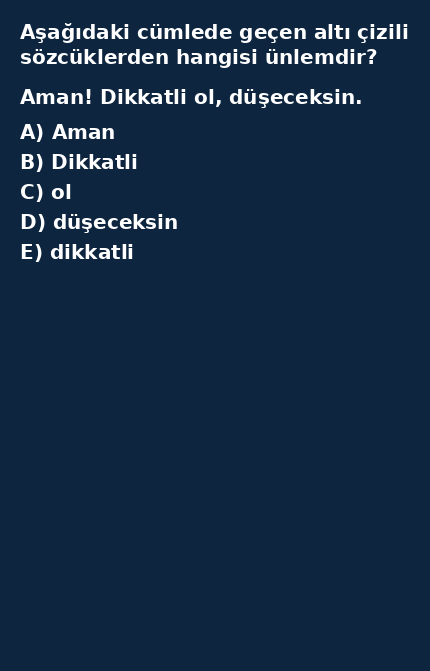 Aşağıdaki cümlede geçen altı çizili
sözcüklerden hangisi ünlemdir?
Aman! Dikkatli ol, düşeceksin.
A) Aman
B) Dikkatli
C) ol
D) düşeceksin
E) dikkatli